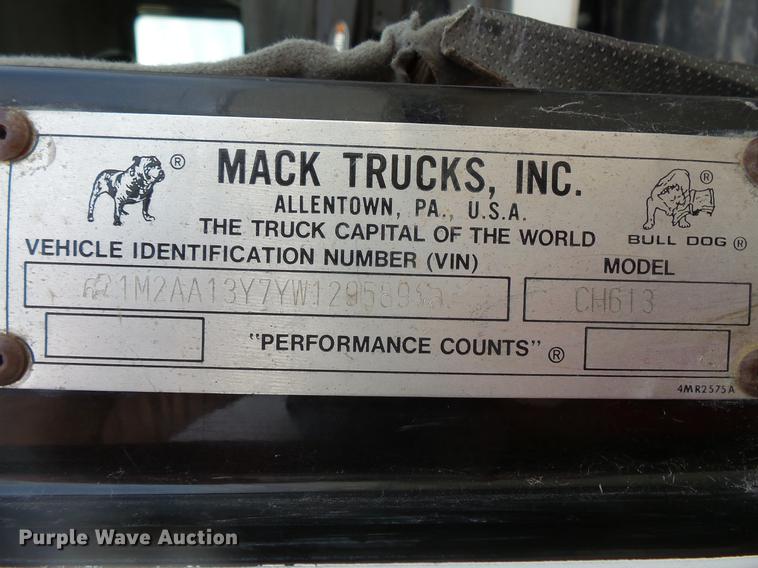 ® MACK TRUCKS, INC. ®
ALLENTOWN, PA., U.S.A.
THE TRUCK CAPITAL OF THE WORLD
BULL DOG ®
VEHICLE IDENTIFICATION NUMBER (VIN) MODEL
1M2AA13Y7YW129589 CH613
"PERFORMANCE COUNTS" ®
4MR2575A
Purple Wave Auction